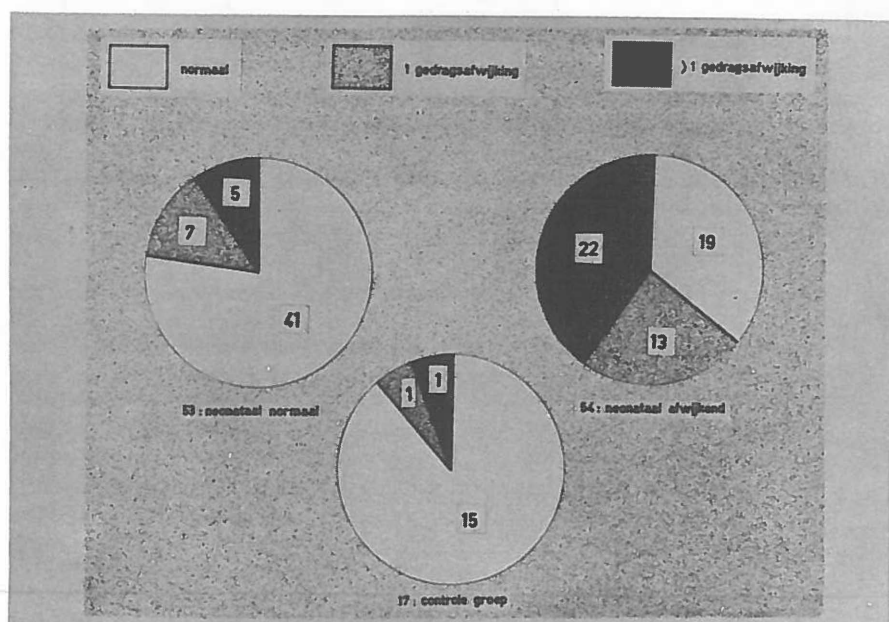 normaal
1 gedragsafwijking
)1 gedragsafwijking
5
7
41
53 : neonataal normaal
22
19
13
54 : neonataal afwijkend
1
1
15
17 : controle groep